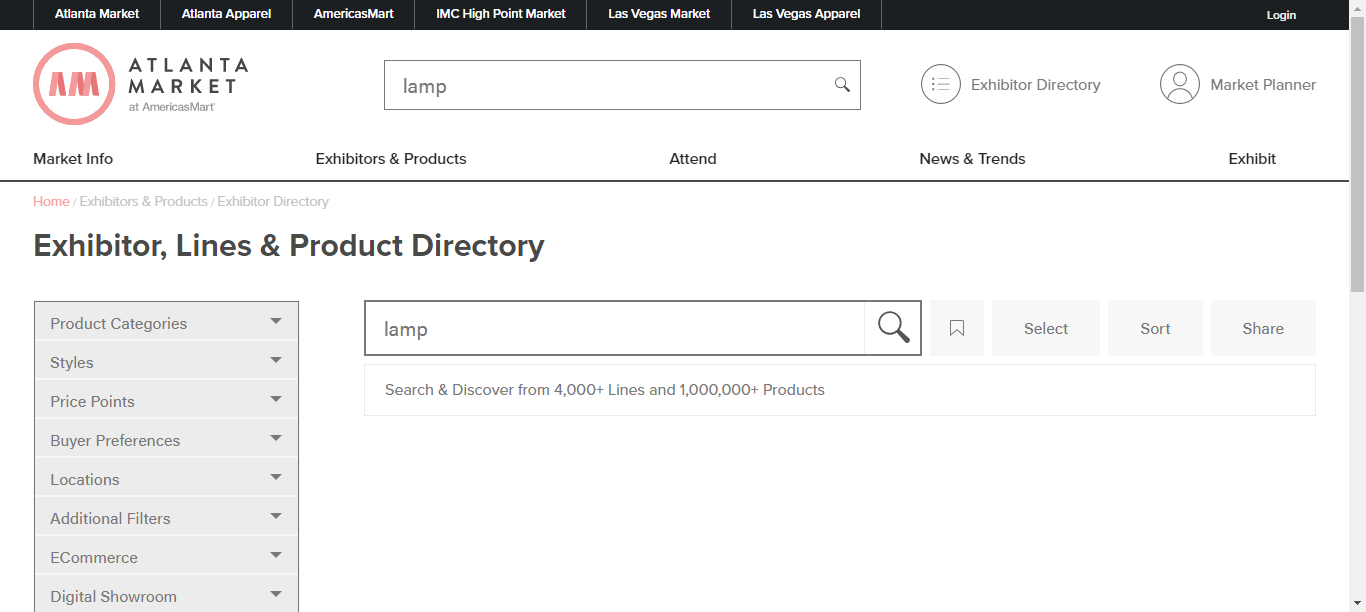 Atlanta Market Atlanta Apparel AmericasMart IMC High Point Market Las Vegas Market Las Vegas Apparel Login
ATLANTA
MARKET
at AmericasMart
lamp
Exhibitor Directory
Market Planner
Market Info Exhibitors & Products Attend News & Trends Exhibit
Home / Exhibitors & Products / Exhibitor Directory
Exhibitor, Lines & Product Directory
Product Categories
Styles
Price Points
Buyer Preferences
Locations
Additional Filters
ECommerce
Digital Showroom
lamp
Select Sort Share
Search & Discover from 4,000+ Lines and 1,000,000+ Products